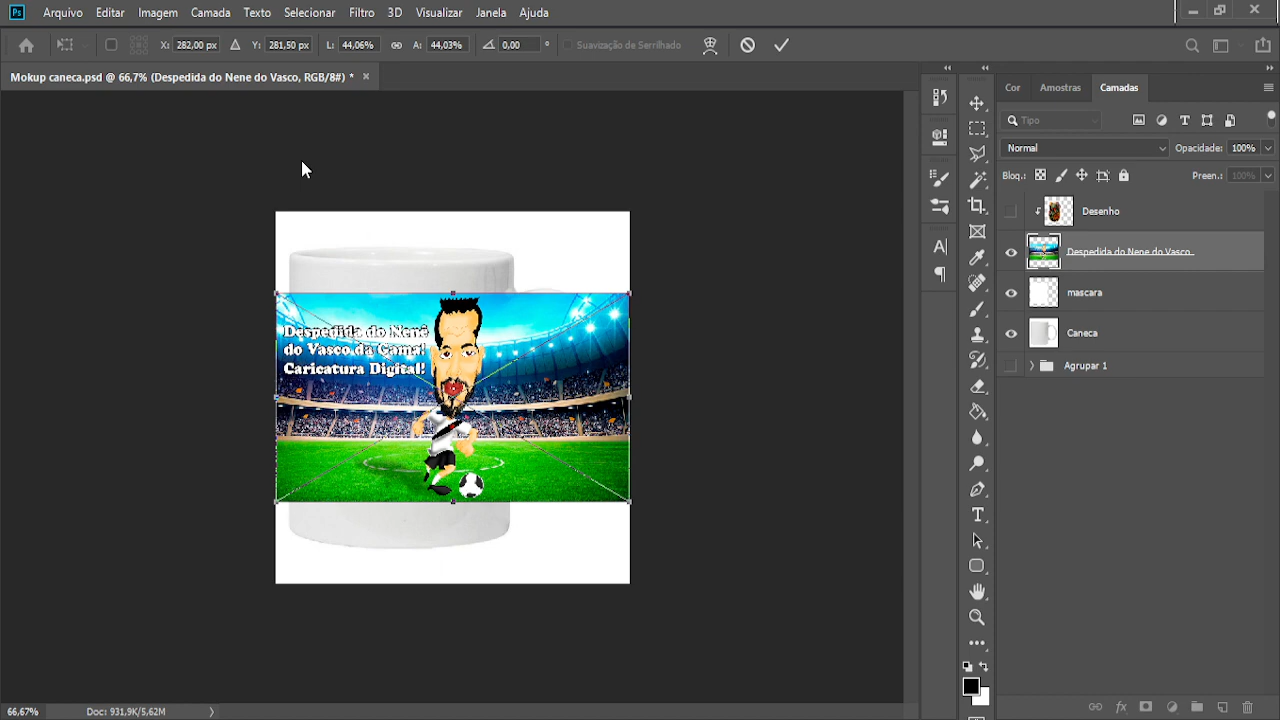 Ps Arquivo Editar Imagem Camada Texto Selecionar Filtro 3D Visualizar Janela Ajuda
X: 282,00 px Y: 281,50 px L: 44,06% A: 44,03% 0,00 ° Suavização de Serrilhado
Mokup caneca.psd @ 66,7% (Despedida do Nene do Vasco, RGB/8#) * ×
Cor Amostras Camadas
Tipo
Normal Opacidade: 100%
Bloq.: Preen.: 100%
Desenho
Despedida do Nene do Vasco
mascara
Caneca
Agrupar 1
Despedida do Nenê
do Vasco da Gama!
Caricatura Digital!
66,67% Doc: 931,9K/5,62M